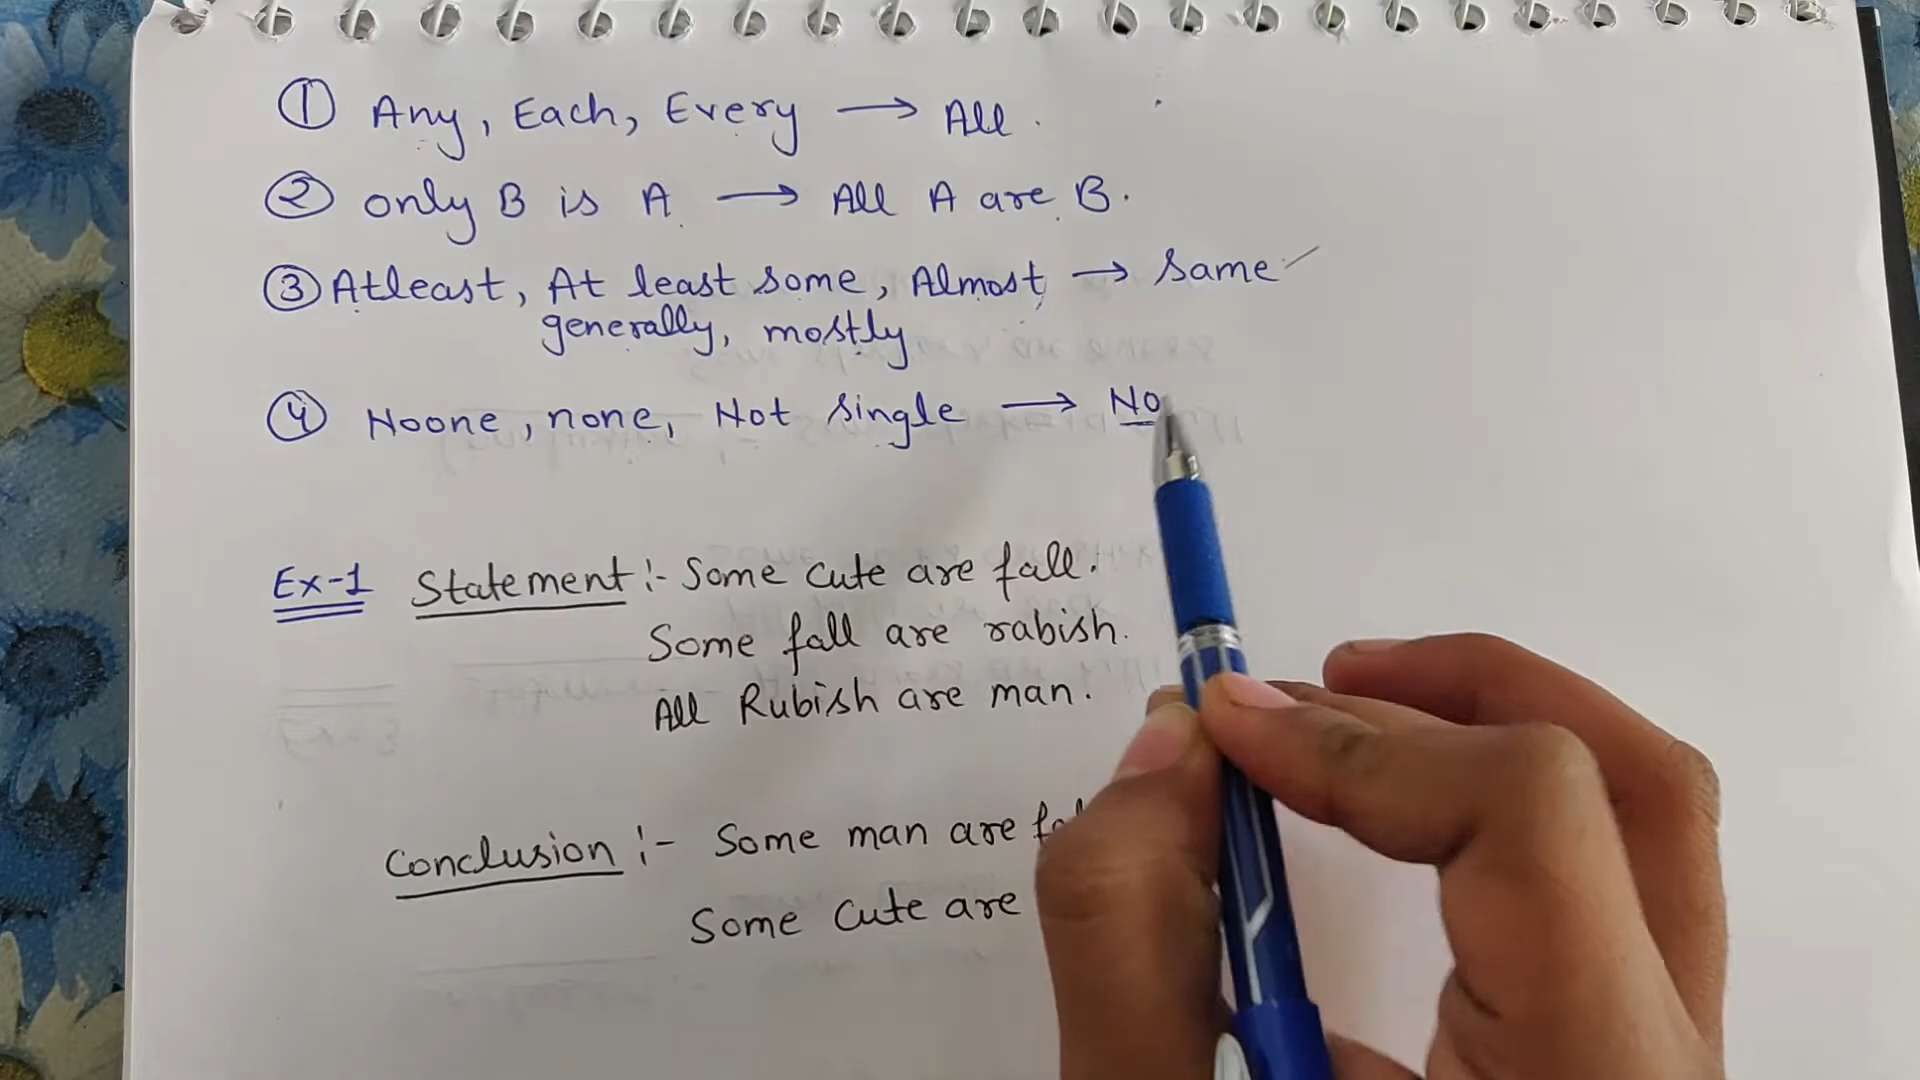 ① Any, Each, Every → All.
② only B is A → All A are B.
③ Atleast, At least some, Almost → Same
generally, mostly
④ Noone, none, Not single → No
Ex-1 Statement :- Some cute are fall.
Some fall are rabish.
All Rubish are man.
Conclusion :- Some man are
Some Cute are